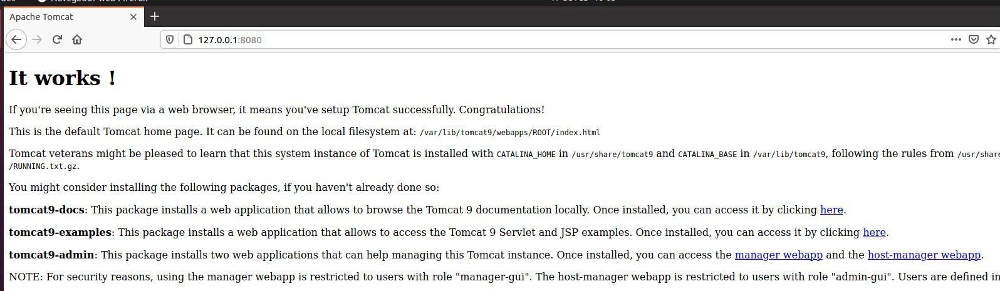 Navegador web Firefox
Apache Tomcat
127.0.0.1:8080
It works !
If you're seeing this page via a web browser, it means you've setup Tomcat successfully. Congratulations!
This is the default Tomcat home page. It can be found on the local filesystem at: /var/lib/tomcat9/webapps/ROOT/index.html
Tomcat veterans might be pleased to learn that this system instance of Tomcat is installed with CATALINA_HOME in /usr/share/tomcat9 and CATALINA_BASE in /var/lib/tomcat9, following the rules from /usr/share
/RUNNING.txt.gz.
You might consider installing the following packages, if you haven't already done so:
tomcat9-docs: This package installs a web application that allows to browse the Tomcat 9 documentation locally. Once installed, you can access it by clicking here.
tomcat9-examples: This package installs a web application that allows to access the Tomcat 9 Servlet and JSP examples. Once installed, you can access it by clicking here.
tomcat9-admin: This package installs two web applications that can help managing this Tomcat instance. Once installed, you can access the manager webapp and the host-manager webapp.
NOTE: For security reasons, using the manager webapp is restricted to users with role "manager-gui". The host-manager webapp is restricted to users with role "admin-gui". Users are defined in